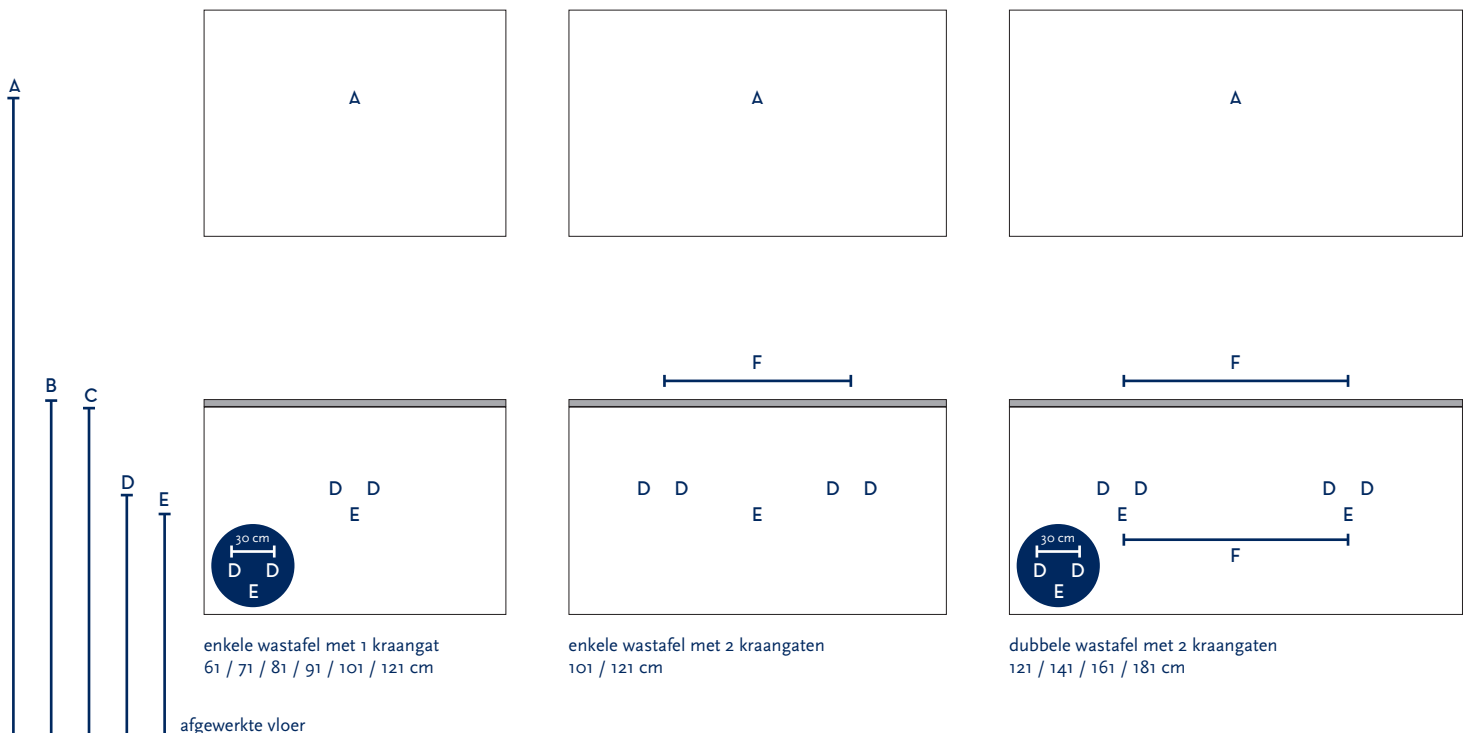 A
A
A
A
B
C
F
F
D
E
D D
E
D D
D D
E
D D
D D
E
E
F
30 cm
D D
E
30 cm
D D
E
enkele wastafel met 1 kraangat
61 / 71 / 81 / 91 / 101 / 121 cm
enkele wastafel met 2 kraangaten
101 / 121 cm
dubbele wastafel met 2 kraangaten
121 / 141 / 161 / 181 cm
afgewerkte vloer